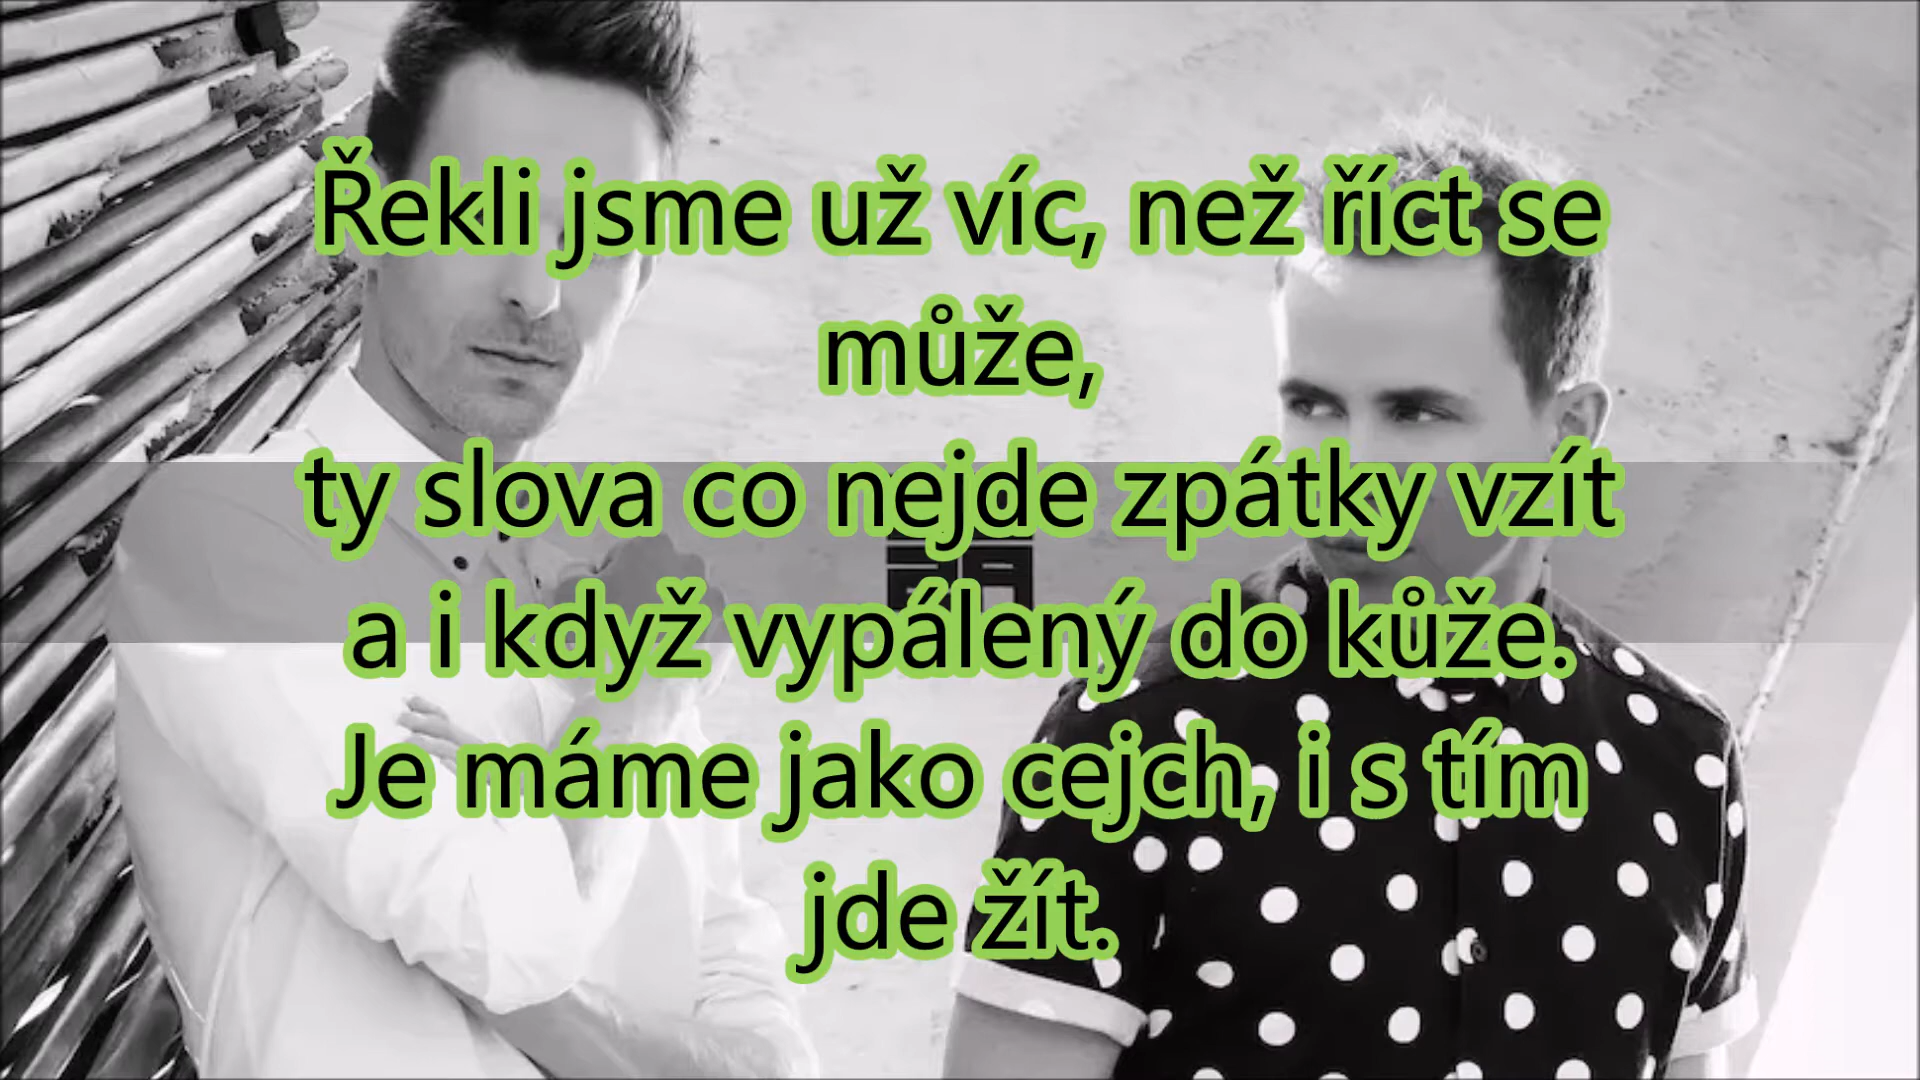 Řekli jsme už víc, než říct se
může,
ty slova co nejde zpátky vzít
a i když vypálený do kůže.
Je máme jako cejch, i s tím
jde žít.